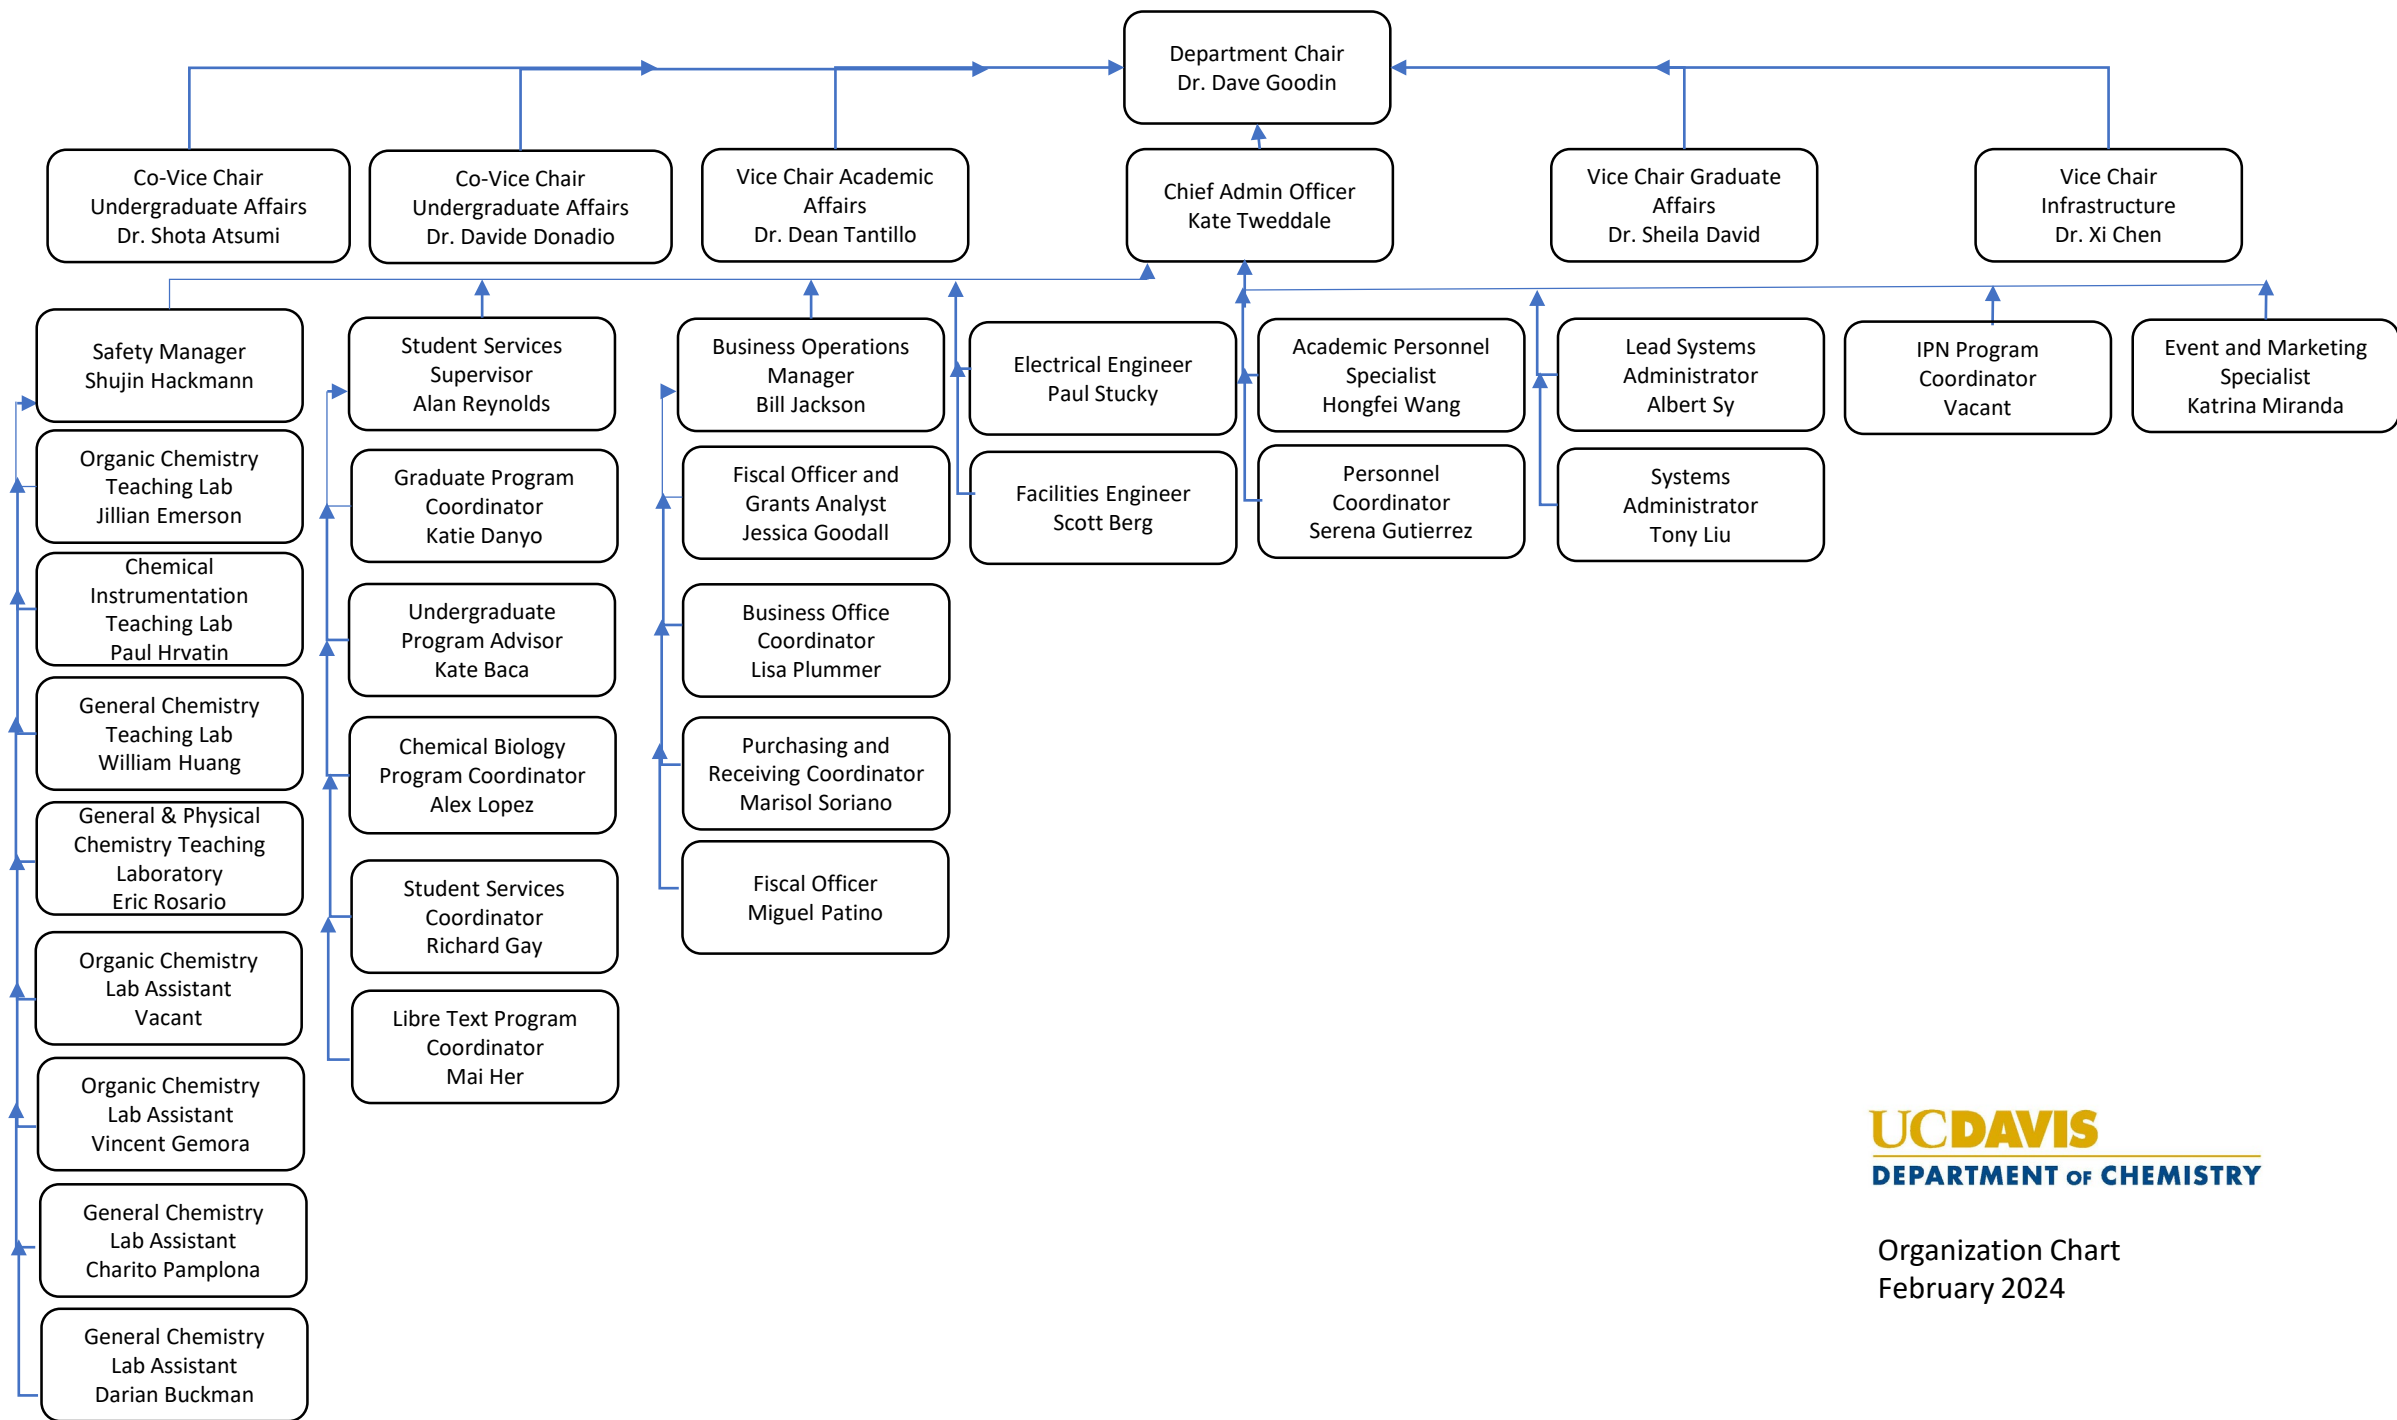 Department Chair
Dr. Dave Goodin
Co-Vice Chair
Undergraduate Affairs
Dr. Shota Atsumi
Co-Vice Chair
Undergraduate Affairs
Dr. Davide Donadio
Vice Chair Academic
Affairs
Dr. Dean Tantillo
Chief Admin Officer
Kate Tweddale
Vice Chair Graduate
Affairs
Dr. Sheila David
Vice Chair
Infrastructure
Dr. Xi Chen
Safety Manager
Shujin Hackmann
Student Services
Supervisor
Alan Reynolds
Business Operations
Manager
Bill Jackson
Electrical Engineer
Paul Stucky
Academic Personnel
Specialist
Hongfei Wang
Lead Systems
Administrator
Albert Sy
IPN Program
Coordinator
Vacant
Event and Marketing
Specialist
Katrina Miranda
Organic Chemistry
Teaching Lab
Jillian Emerson
Graduate Program
Coordinator
Katie Danyo
Fiscal Officer and
Grants Analyst
Jessica Goodall
Facilities Engineer
Scott Berg
Personnel
Coordinator
Serena Gutierrez
Systems
Administrator
Tony Liu
Chemical
Instrumentation
Teaching Lab
Paul Hrvatin
Undergraduate
Program Advisor
Kate Baca
Business Office
Coordinator
Lisa Plummer
General Chemistry
Teaching Lab
William Huang
Chemical Biology
Program Coordinator
Alex Lopez
Purchasing and
Receiving Coordinator
Marisol Soriano
General & Physical
Chemistry Teaching
Laboratory
Eric Rosario
Student Services
Coordinator
Richard Gay
Fiscal Officer
Miguel Patino
Organic Chemistry
Lab Assistant
Vacant
Libre Text Program
Coordinator
Mai Her
Organic Chemistry
Lab Assistant
Vincent Gemora
General Chemistry
Lab Assistant
Charito Pamplona
General Chemistry
Lab Assistant
Darian Buckman
UCDAVIS
DEPARTMENT OF CHEMISTRY
Organization Chart
February 2024